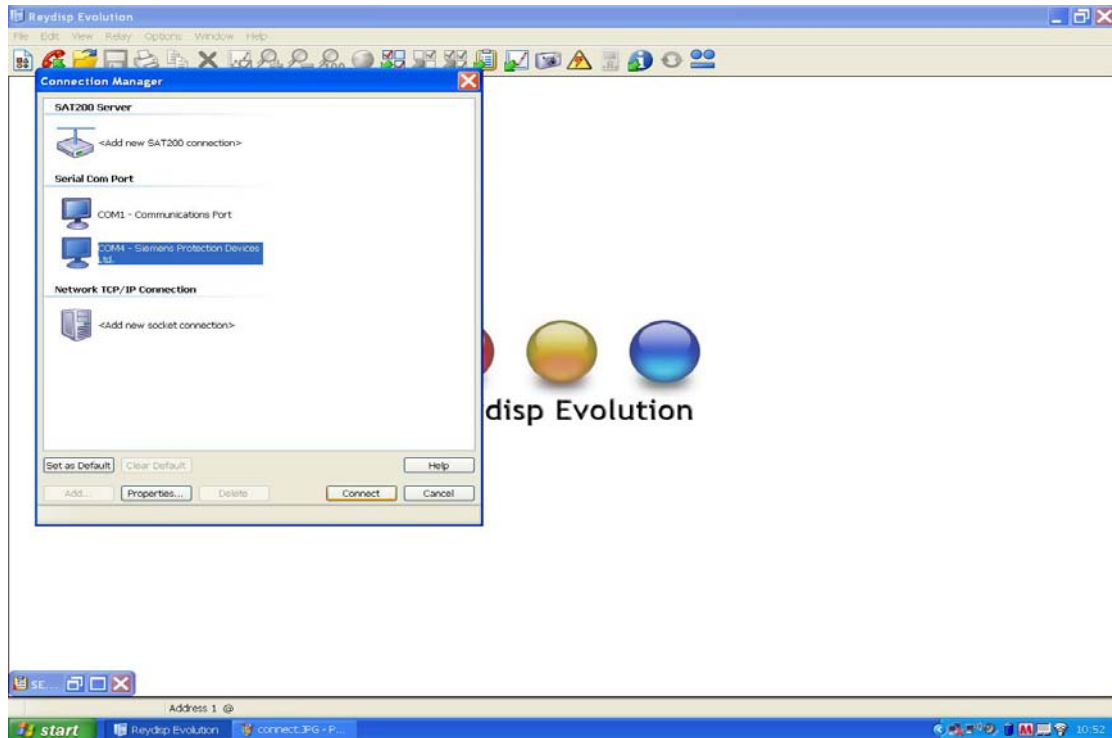 Reydisp Evolution
File Edit View Relay Options Window Help
Connection Manager
SAT200 Server
<Add new SAT200 connection>
Serial Com Port
COM1 - Communications Port
COM4 - Siemens Protection Devices
Ltd.
Network TCP/IP Connection
<Add new socket connection>
disp Evolution
Set as Default Clear Default Help
Add... Properties... Delete Connect Cancel
SE...
Address 1 @
start Reydisp Evolution connect.JPG - P... 10:52